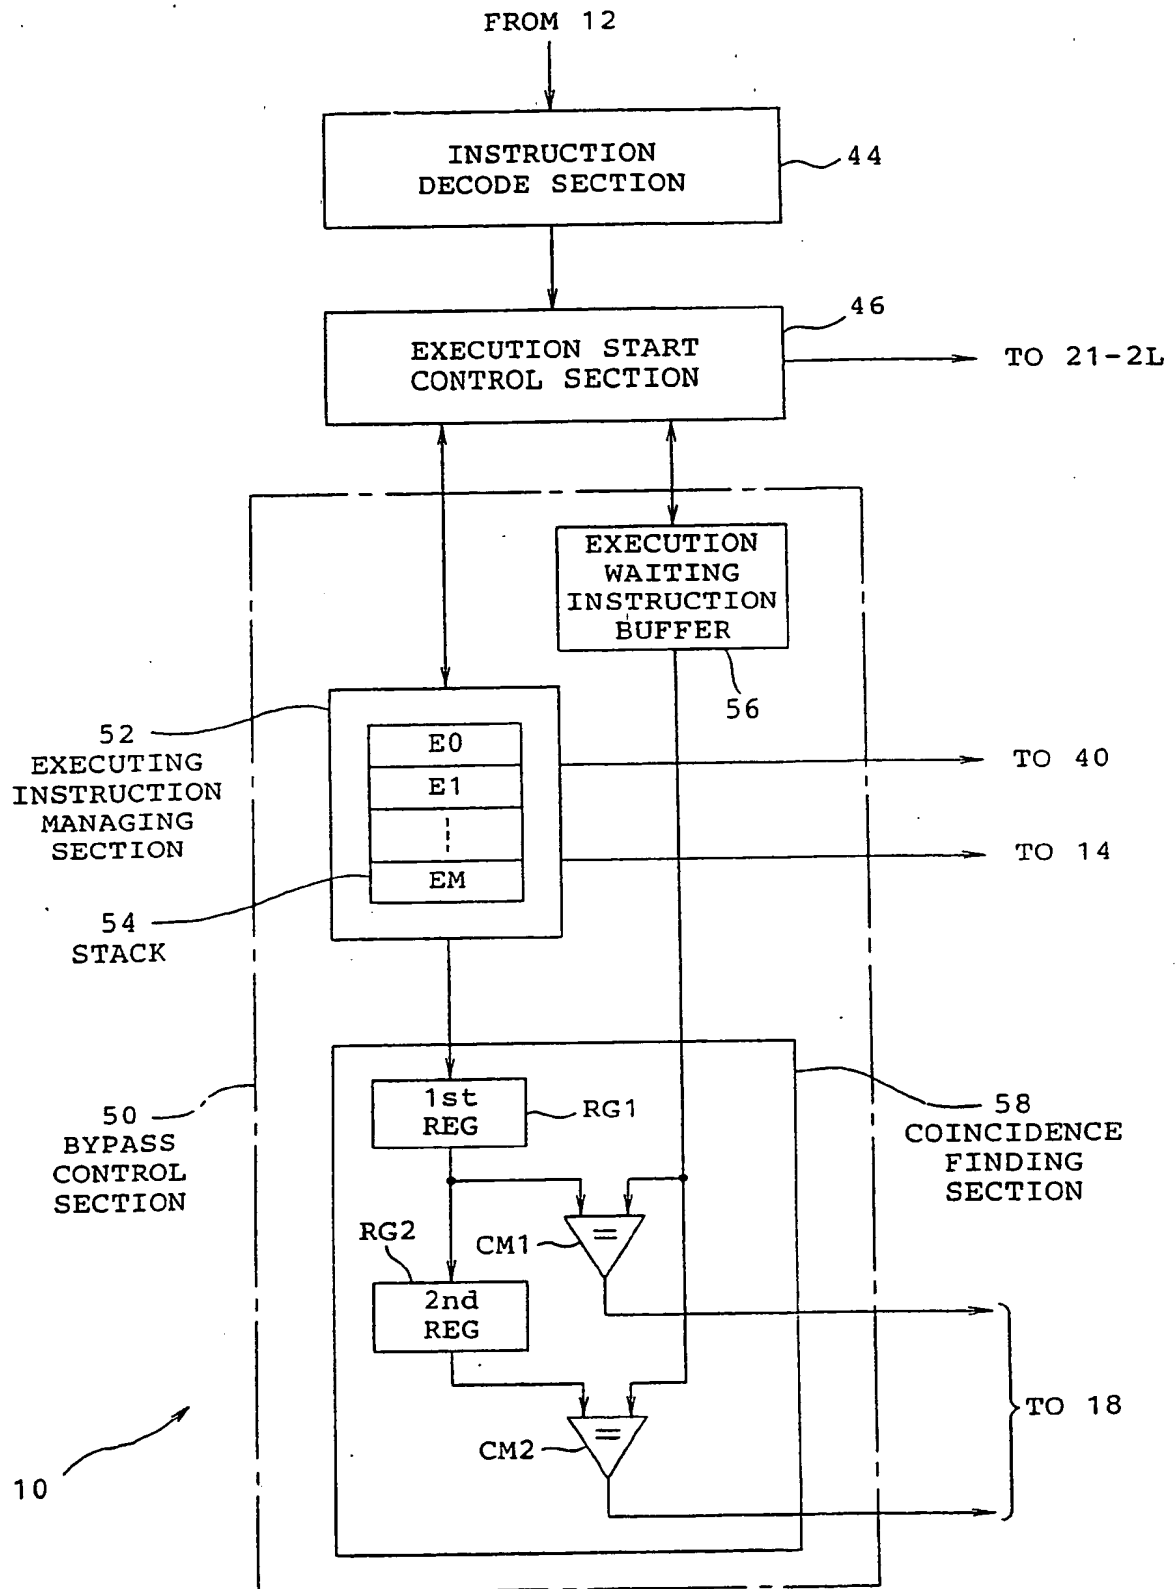 FROM 12
INSTRUCTION
DECODE SECTION
44
46
EXECUTION START
CONTROL SECTION
TO 21-2L
EXECUTION
WAITING
INSTRUCTION
BUFFER
56
52
EXECUTING
INSTRUCTION
MANAGING
SECTION
E0
E1
EM
TO 40
TO 14
54
STACK
50
BYPASS
CONTROL
SECTION
1st
REG
RG1
58
COINCIDENCE
FINDING
SECTION
RG2
CM1
=
2nd
REG
TO 18
CM2
=
10